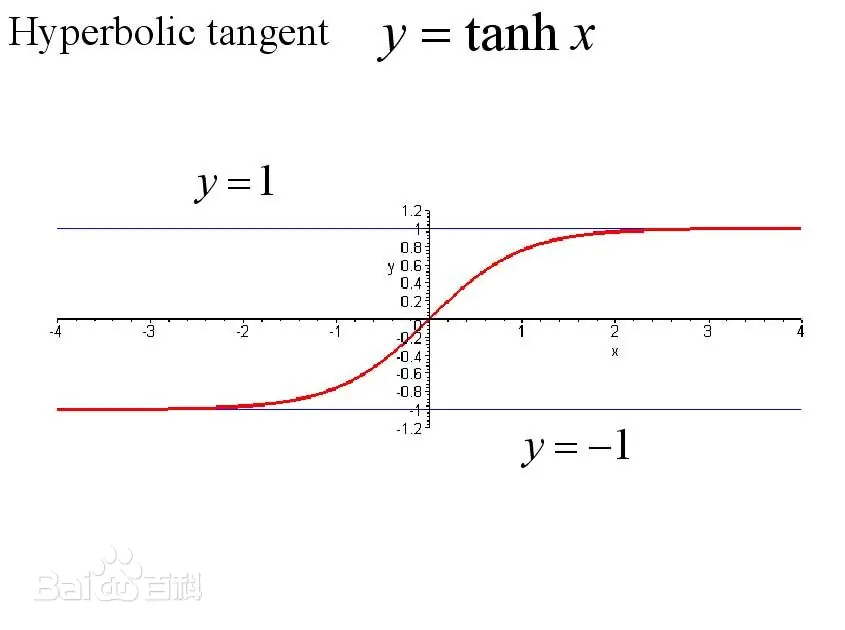 Hyperbolic tangent y = tanh x
y = 1
1.2
1
0.8
y 0.6
0.4
0.2
0
-4 -3 -2 -1 1 2 3 4
-0.2
x
-0.4
-0.6
-0.8
-1
-1.2
y = −1
Bai百科